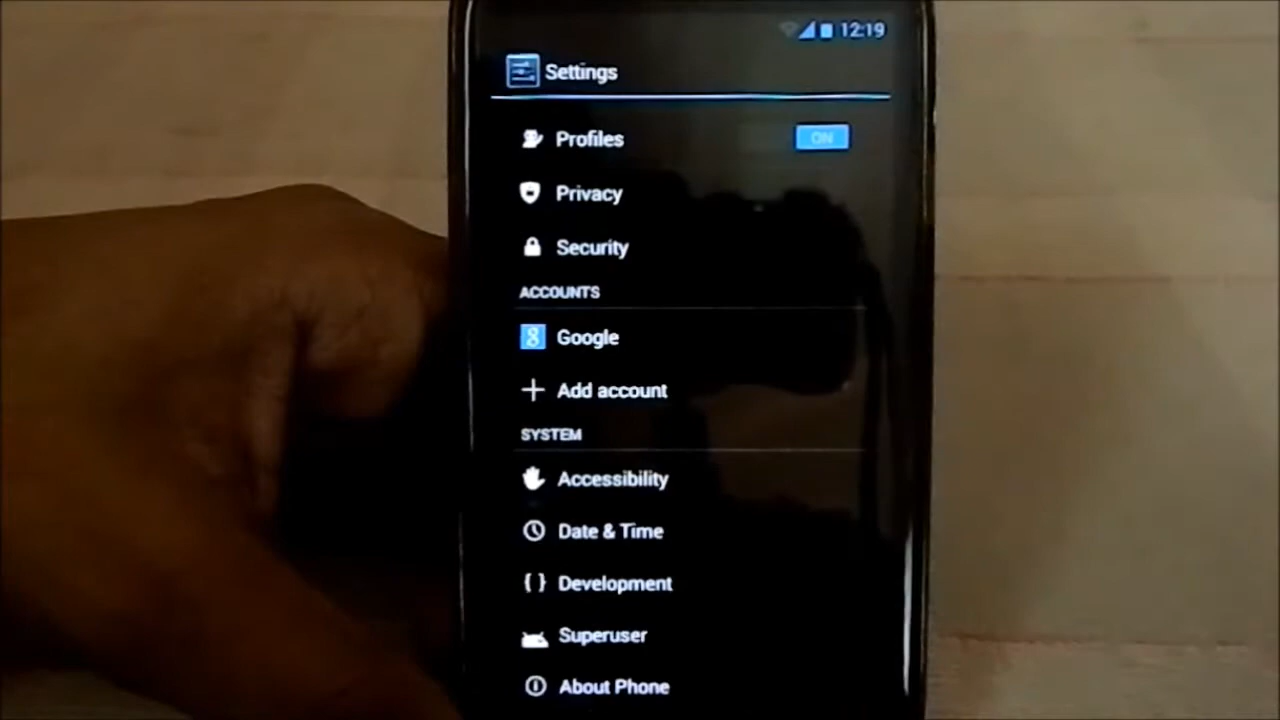 12:19
Settings
Profiles ON
Privacy
Security
ACCOUNTS
8 Google
Add account
SYSTEM
Accessibility
Date & Time
{ } Development
Superuser
About Phone